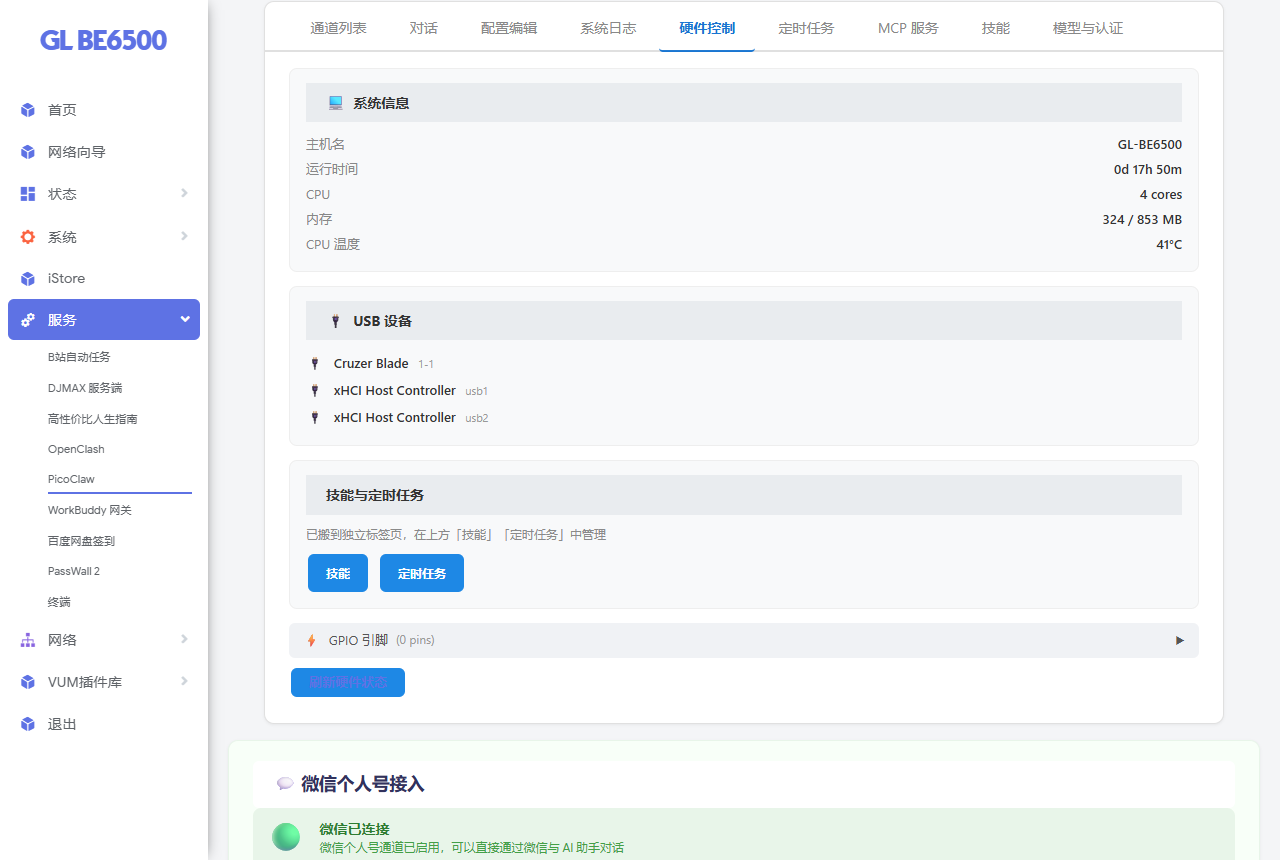 GL BE6500
首页
网络向导
状态
系统
iStore
服务
B站自动任务
DJMAX 服务端
高性价比人生指南
OpenClash
PicoClaw
WorkBuddy 网关
百度网盘签到
PassWall 2
终端
网络
VUM插件库
退出
通道列表 对话 配置编辑 系统日志 硬件控制 定时任务 MCP 服务 技能 模型与认证
系统信息
主机名 GL-BE6500
运行时间 0d 17h 50m
CPU 4 cores
内存 324 / 853 MB
CPU 温度 41°C
USB 设备
Cruzer Blade 1-1
xHCI Host Controller usb1
xHCI Host Controller usb2
技能与定时任务
已搬到独立标签页，在上方「技能」「定时任务」中管理
技能 定时任务
GPIO 引脚 (0 pins)
刷新硬件状态
微信个人号接入
微信已连接
微信个人号通道已启用，可以直接通过微信与 AI 助手对话